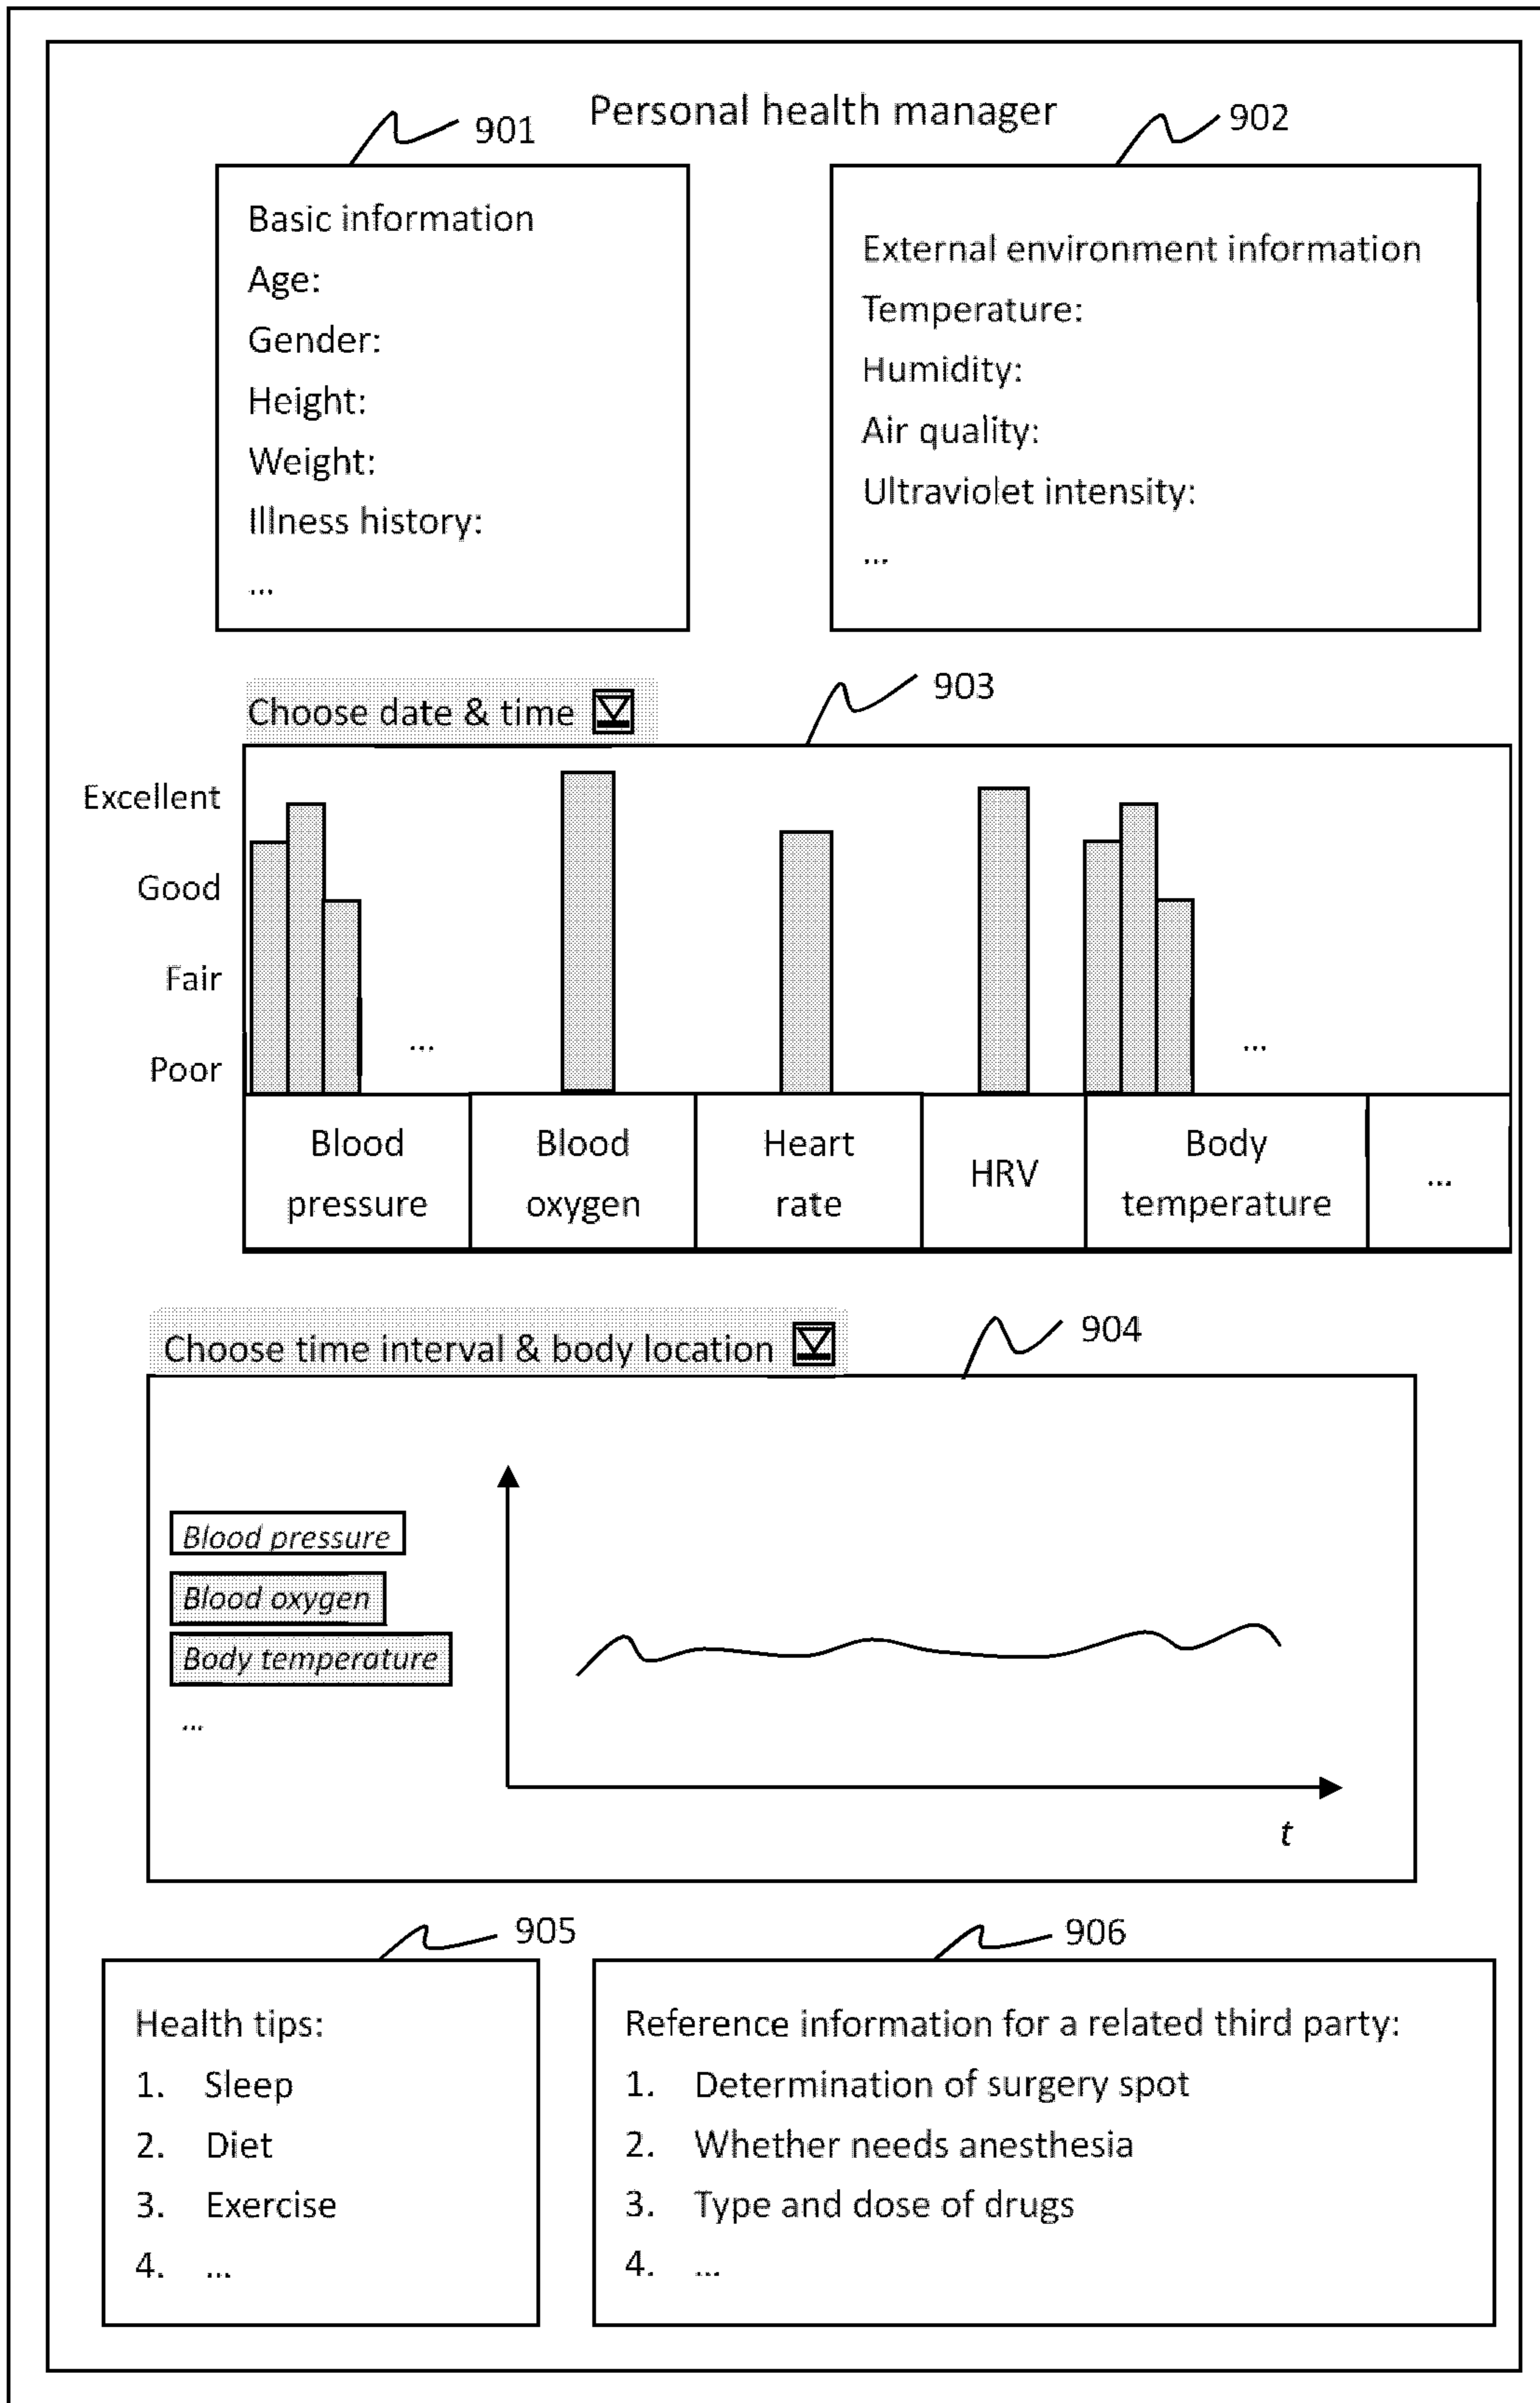 Personal health manager
901
Basic information
Age:
Gender:
Height:
Weight:
Illness history:
...
902
External environment information
Temperature:
Humidity:
Air quality:
Ultraviolet intensity:
...
Choose date & time
903
Excellent
Good
Fair
Poor
...
...
Blood
pressure
Blood
oxygen
Heart
rate
HRV
Body
temperature
...
Choose time interval & body location
904
Blood pressure
Blood oxygen
Body temperature
...
t
905
Health tips:
1. Sleep
2. Diet
3. Exercise
4. ...
906
Reference information for a related third party:
1. Determination of surgery spot
2. Whether needs anesthesia
3. Type and dose of drugs
4. ...